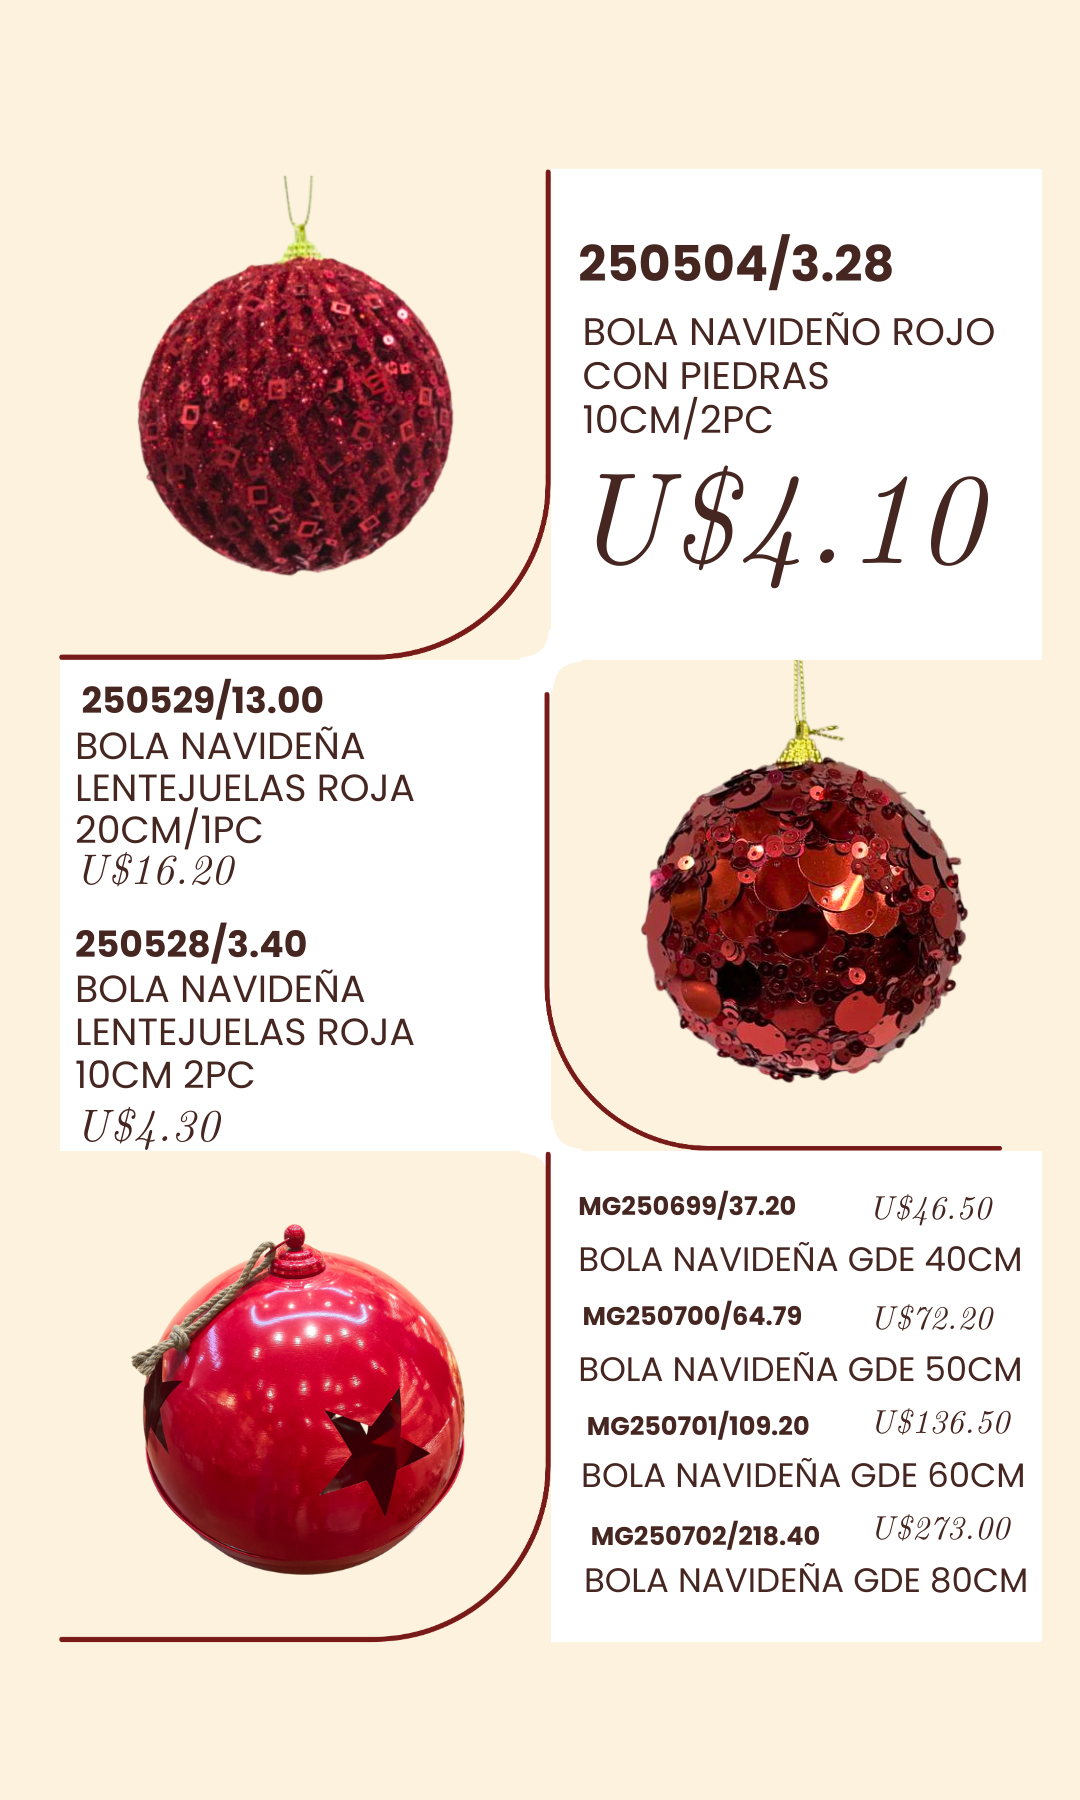 250504/3.28
BOLA NAVIDEÑO ROJO
CON PIEDRAS
10CM/2PC
U$4.10
250529/13.00
BOLA NAVIDEÑA
LENTEJUELAS ROJA
20CM/1PC
U$16.20
250528/3.40
BOLA NAVIDEÑA
LENTEJUELAS ROJA
10CM 2PC
U$4.30
MG250699/37.20 U$46.50
BOLA NAVIDEÑA GDE 40CM
MG250700/64.79 U$72.20
BOLA NAVIDEÑA GDE 50CM
MG250701/109.20 U$136.50
BOLA NAVIDEÑA GDE 60CM
MG250702/218.40 U$273.00
BOLA NAVIDEÑA GDE 80CM